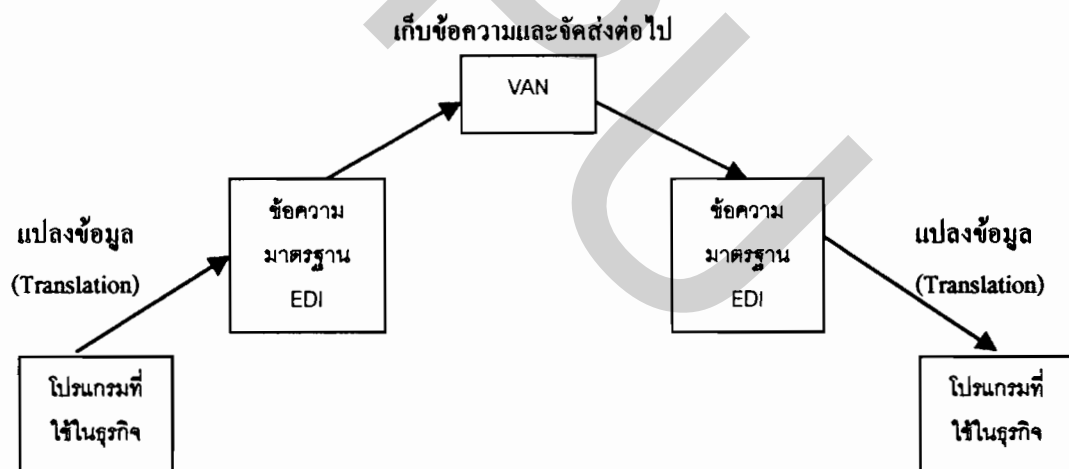 เก็บข้อความและจัดส่งต่อไป
VAN
ข้อความ
มาตรฐาน
EDI
ข้อความ
มาตรฐาน
EDI
แปลงข้อมูล
(Translation)
แปลงข้อมูล
(Translation)
โปรแกรมที่
ใช้ในธุรกิจ
โปรแกรมที่
ใช้ในธุรกิจ